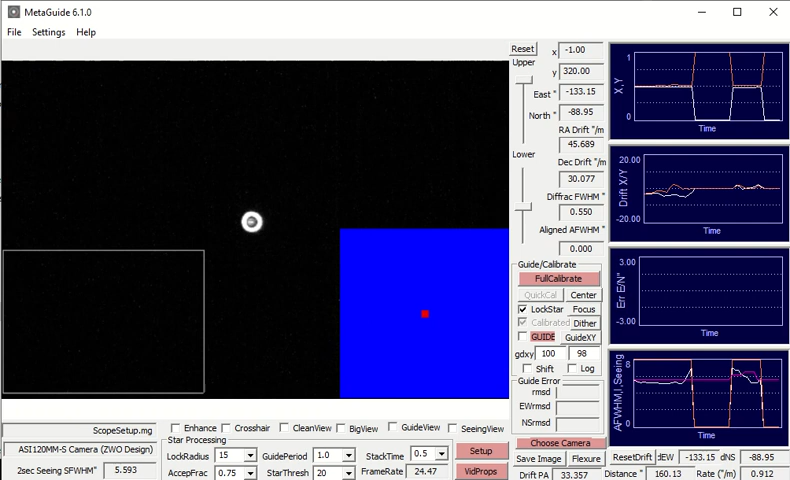 MetaGuide 6.1.0
File Settings Help
Reset x -1.00
Upper
y 320.00
East " -133.15
North " -88.95
RA Drift "/m
45.689
Lower
Dec Drift "/m
30.077
Diffrac FWHM "
0.550
Aligned AFWHM "
0.000
Guide/Calibrate
FullCalibrate
QuickCal Center
LockStar Focus
Calibrated Dither
GUIDE GuideXY
gdxy 100 98
Shift Log
Guide Error
rmsd
EWrmsd
NSrmsd
Choose Camera
Save Image Flexure
Drift PA 33.357
1
X,Y
0
Time
20.00
Drift X/Y
-20.00
Time
3.00
Err E/N"
-3.00
Time
8
AFWHM,I,Seeing
0
Time
ResetDrift dEW -133.15 dNS -88.95
Distance " 160.13 Rate ("/m) 0.912
ScopeSetup.mg
ASI120MM-S Camera (ZWO Design)
2sec Seeing SFWHM" 5.593
Enhance Crosshair CleanView BigView GuideView SeeingView
Star Processing
LockRadius 15 GuidePeriod 1.0 StackTime 0.5
AccepFrac 0.75 StarThresh 20 FrameRate 24.47
Setup
VidProps